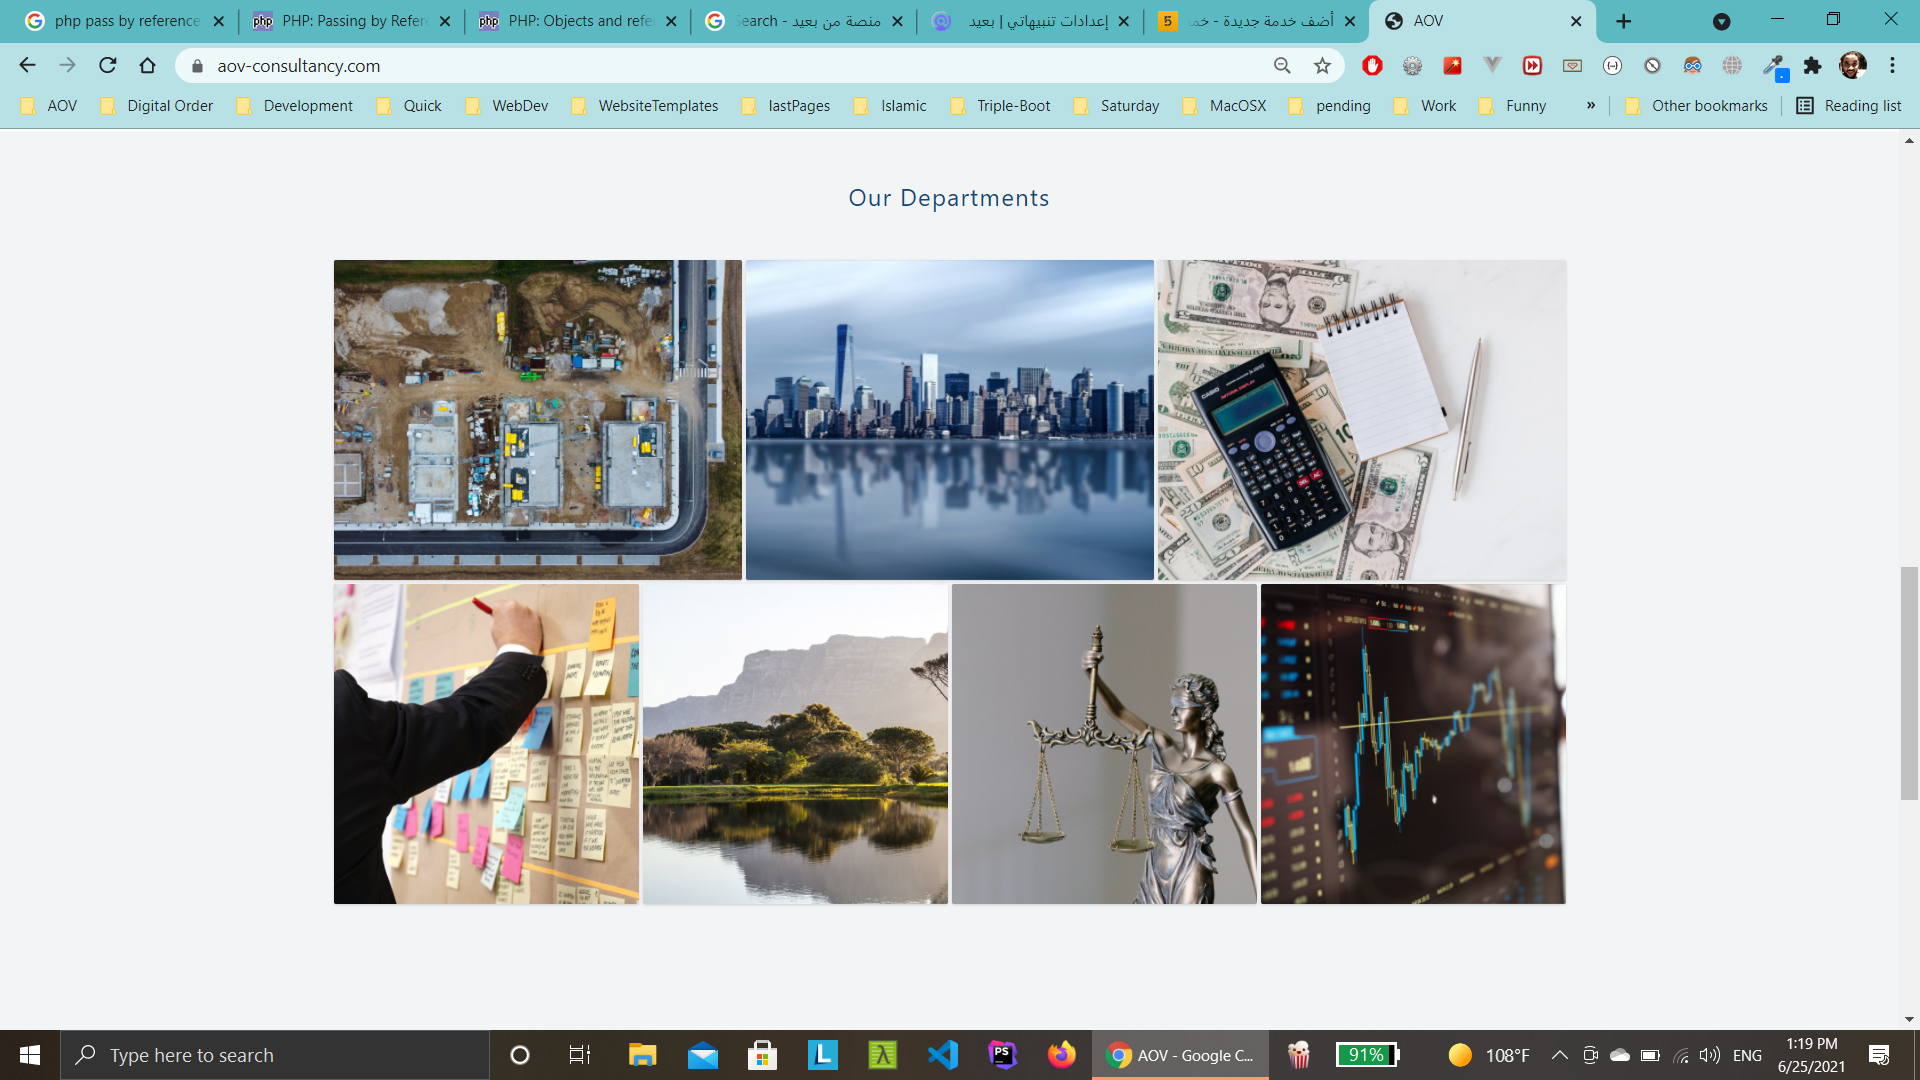 php pass by reference
PHP: Passing by Refer
PHP: Objects and refe
منصة من بعيد - Search
إعدادات تنبيهاتي | بعيد
أضف خدمة جديدة - خم
AOV
aov-consultancy.com
AOV
Digital Order
Development
Quick
WebDev
WebsiteTemplates
lastPages
Islamic
Triple-Boot
Saturday
MacOSX
pending
Work
Funny
»
Other bookmarks
Reading list
Our Departments
CASIO
Type here to search
AOV - Google C...
91%
108°F
ENG
1:19 PM
6/25/2021